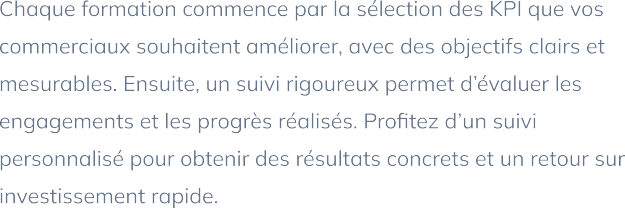 Chaque formation commence par la sélection des KPI que vos
commerciaux souhaitent améliorer, avec des objectifs clairs et
mesurables. Ensuite, un suivi rigoureux permet d’évaluer les
engagements et les progrès réalisés. Profitez d’un suivi
personnalisé pour obtenir des résultats concrets et un retour sur
investissement rapide.